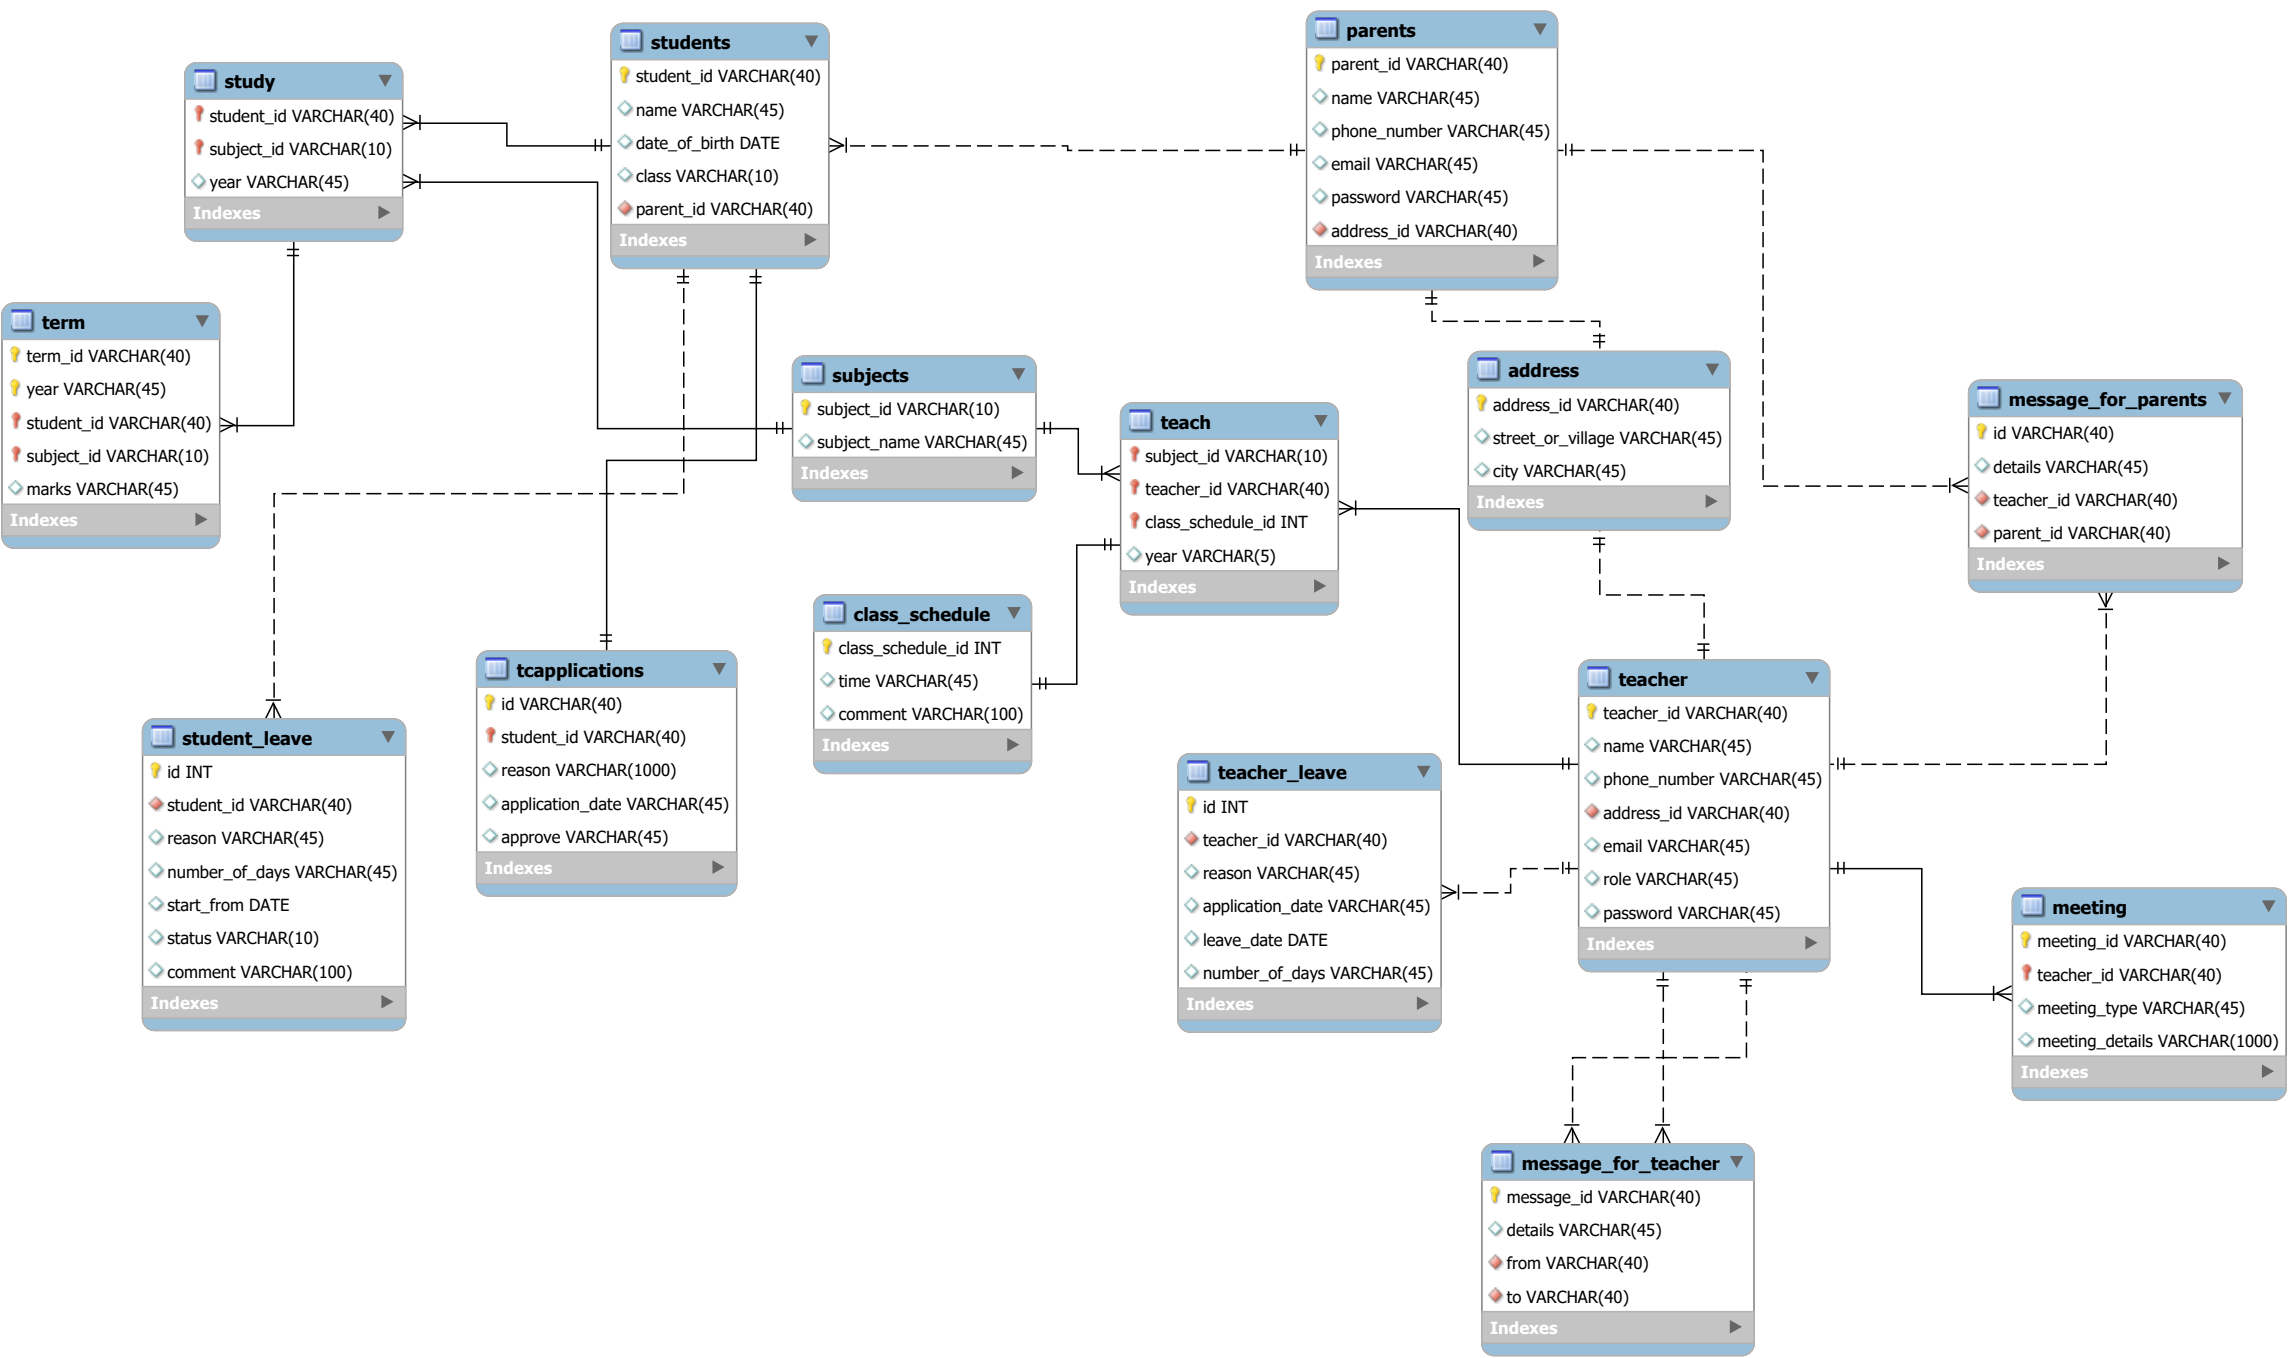 study
student_id VARCHAR(40)
subject_id VARCHAR(10)
year VARCHAR(45)
Indexes
students
student_id VARCHAR(40)
name VARCHAR(45)
date_of_birth DATE
class VARCHAR(10)
parent_id VARCHAR(40)
Indexes
parents
parent_id VARCHAR(40)
name VARCHAR(45)
phone_number VARCHAR(45)
email VARCHAR(45)
password VARCHAR(45)
address_id VARCHAR(40)
Indexes
term
term_id VARCHAR(40)
year VARCHAR(45)
student_id VARCHAR(40)
subject_id VARCHAR(10)
marks VARCHAR(45)
Indexes
subjects
subject_id VARCHAR(10)
subject_name VARCHAR(45)
Indexes
teach
subject_id VARCHAR(10)
teacher_id VARCHAR(40)
class_schedule_id INT
year VARCHAR(5)
Indexes
address
address_id VARCHAR(40)
street_or_village VARCHAR(45)
city VARCHAR(45)
Indexes
message_for_parents
id VARCHAR(40)
details VARCHAR(45)
teacher_id VARCHAR(40)
parent_id VARCHAR(40)
Indexes
class_schedule
class_schedule_id INT
time VARCHAR(45)
comment VARCHAR(100)
Indexes
tcapplications
id VARCHAR(40)
student_id VARCHAR(40)
reason VARCHAR(1000)
application_date VARCHAR(45)
approve VARCHAR(45)
Indexes
student_leave
id INT
student_id VARCHAR(40)
reason VARCHAR(45)
number_of_days VARCHAR(45)
start_from DATE
status VARCHAR(10)
comment VARCHAR(100)
Indexes
teacher_leave
id INT
teacher_id VARCHAR(40)
reason VARCHAR(45)
application_date VARCHAR(45)
leave_date DATE
number_of_days VARCHAR(45)
Indexes
teacher
teacher_id VARCHAR(40)
name VARCHAR(45)
phone_number VARCHAR(45)
address_id VARCHAR(40)
email VARCHAR(45)
role VARCHAR(45)
password VARCHAR(45)
Indexes
meeting
meeting_id VARCHAR(40)
teacher_id VARCHAR(40)
meeting_type VARCHAR(45)
meeting_details VARCHAR(1000)
Indexes
message_for_teacher
message_id VARCHAR(40)
details VARCHAR(45)
from VARCHAR(40)
to VARCHAR(40)
Indexes